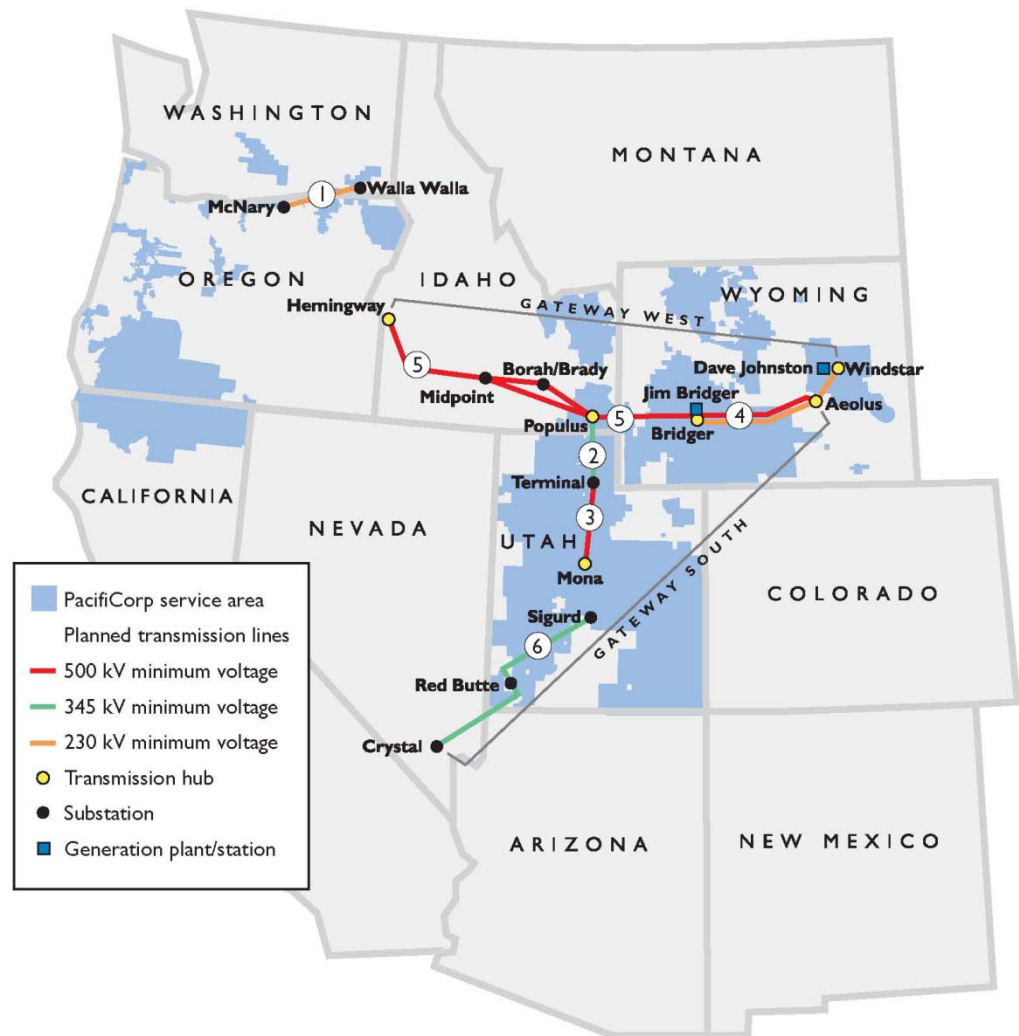 WASHINGTON
MONTANA
Walla Walla
1
McNary
OREGON
IDAHO
WYOMING
Hemingway
GATEWAY WEST
5
Borah/Brady
Midpoint
Dave Johnston
Windstar
Jim Bridger
Aeolus
Populus
5
Bridger
4
2
Terminal
CALIFORNIA
NEVADA
3
UTAH
Mona
GATEWAY SOUTH
COLORADO
Sigurd
6
Red Butte
Crystal
ARIZONA
NEW MEXICO
PacifiCorp service area
Planned transmission lines
500 kV minimum voltage
345 kV minimum voltage
230 kV minimum voltage
Transmission hub
Substation
Generation plant/station